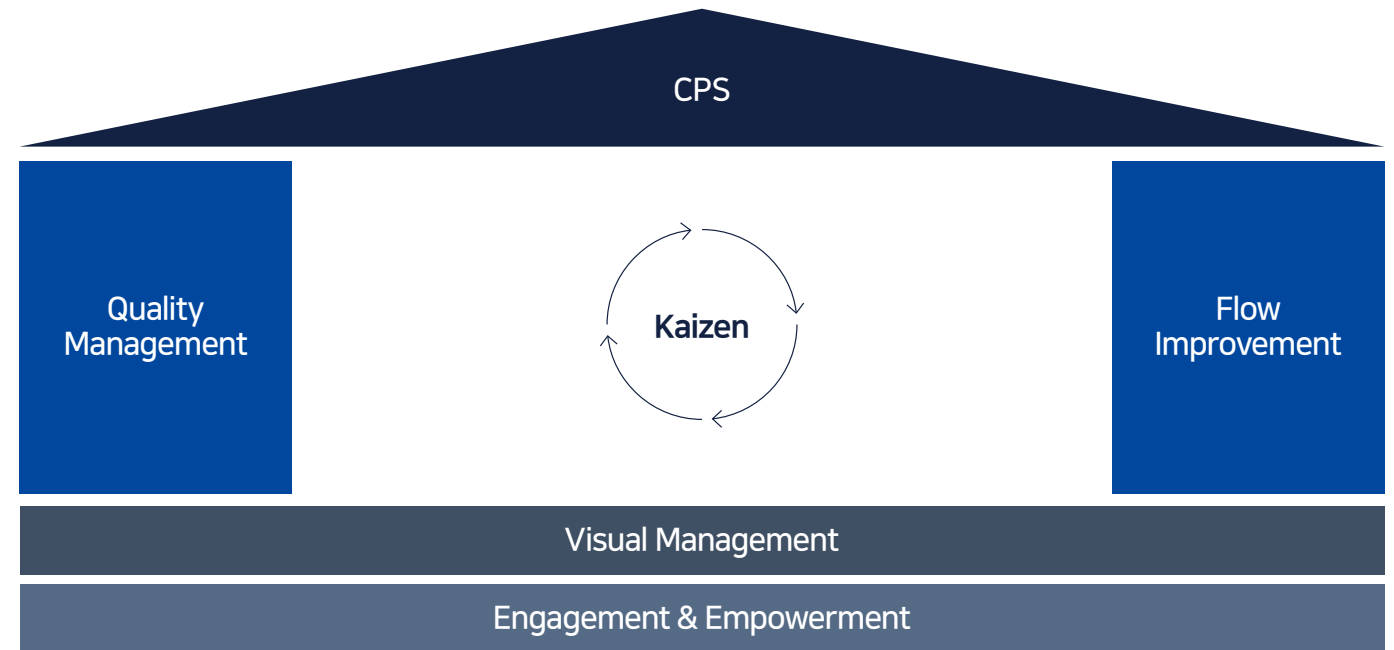 CPS
Quality
Management
Kaizen
Flow
Improvement
Visual Management
Engagement & Empowerment